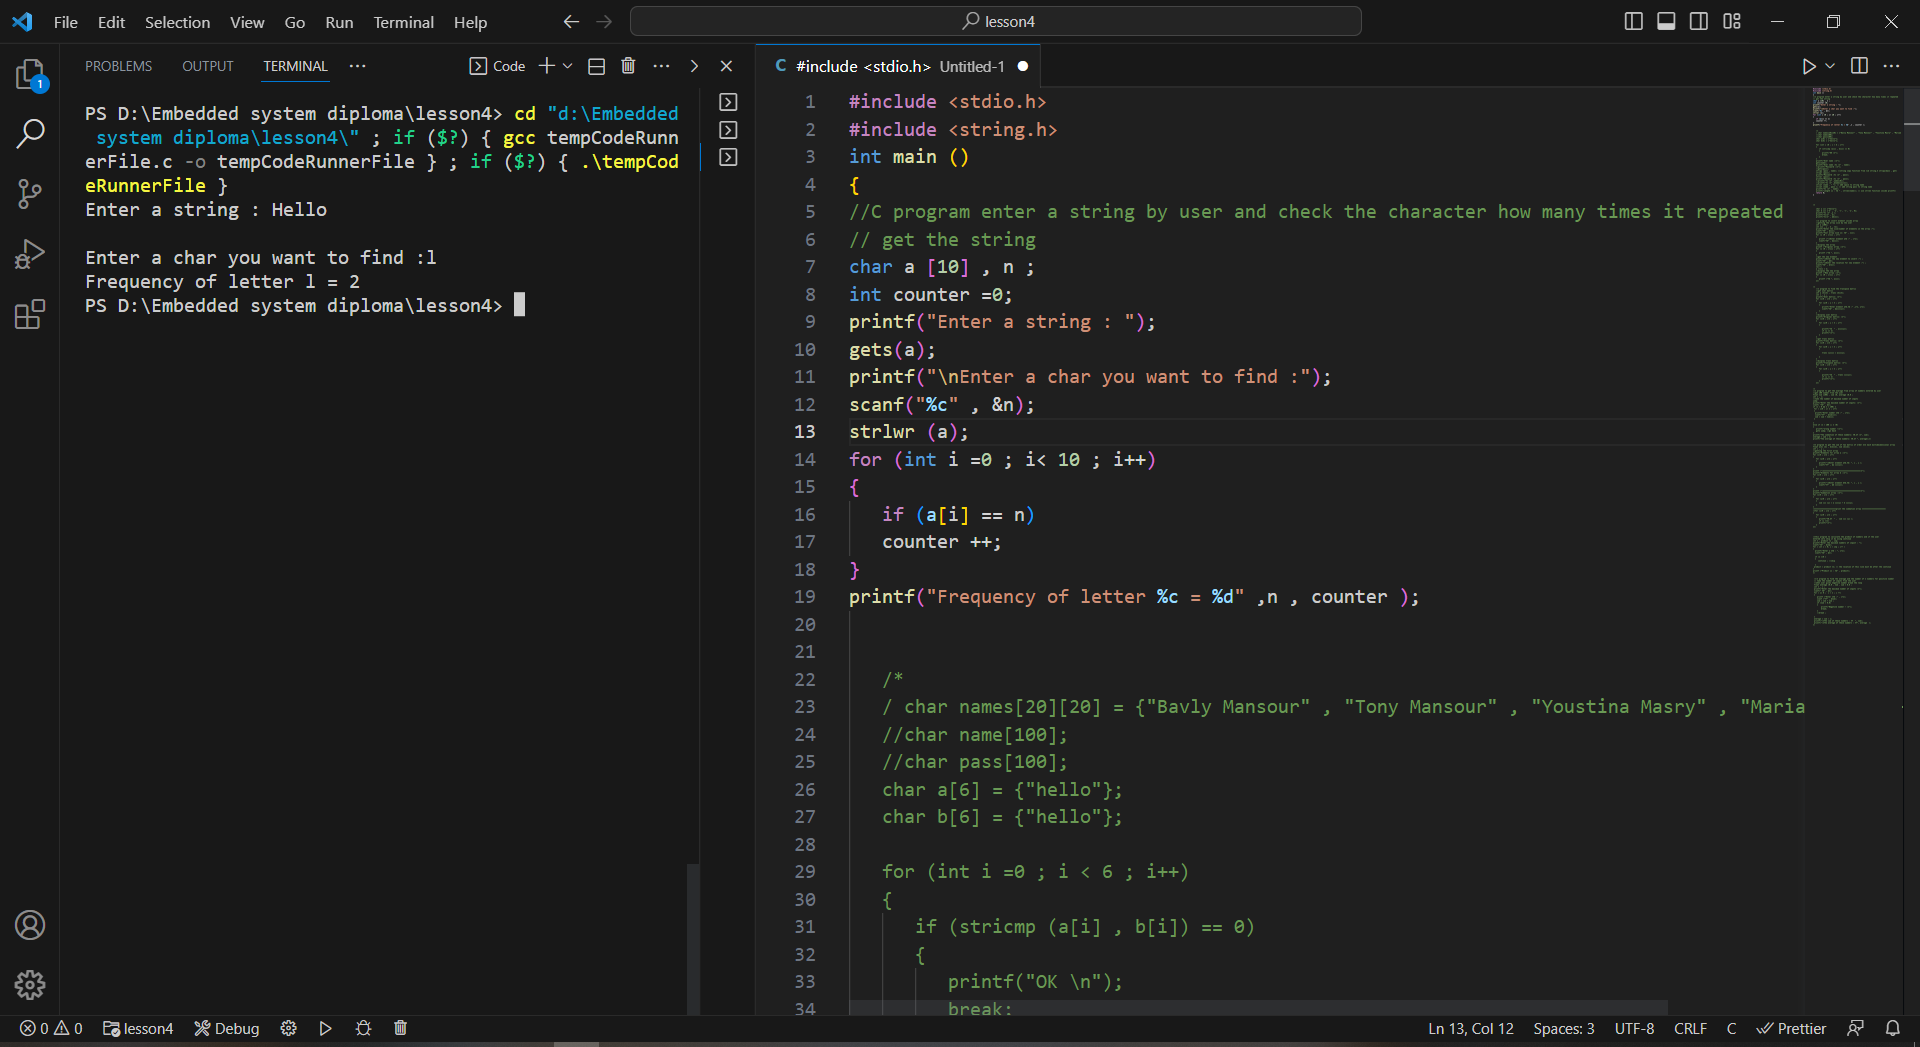 File Edit Selection View Go Run Terminal Help
lesson4
1
PROBLEMS OUTPUT TERMINAL ...
Code
PS D:\Embedded system diploma\lesson4> cd "d:\Embedded
system diploma\lesson4\" ; if ($?) { gcc tempCodeRunn
erFile.c -o tempCodeRunnerFile } ; if ($?) { .\tempCod
eRunnerFile }
Enter a string : Hello
Enter a char you want to find :l
Frequency of letter l = 2
PS D:\Embedded system diploma\lesson4>
C #include <stdio.h> Untitled-1
1 #include <stdio.h>
2 #include <string.h>
3 int main ()
4 {
5 //C program enter a string by user and check the character how many times it repeated
6 // get the string
7 char a [10] , n ;
8 int counter =0;
9 printf("Enter a string : ");
10 gets(a);
11 printf("\nEnter a char you want to find :");
12 scanf("%c" , &n);
13 strlwr (a);
14 for (int i =0 ; i< 10 ; i++)
15 {
16 if (a[i] == n)
17 counter ++;
18 }
19 printf("Frequency of letter %c = %d" ,n , counter );
20
21
22 /*
23 / char names[20][20] = {"Bavly Mansour" , "Tony Mansour" , "Youstina Masry" , "Maria
24 //char name[100];
25 //char pass[100];
26 char a[6] = {"hello"};
27 char b[6] = {"hello"};
28
29 for (int i =0 ; i < 6 ; i++)
30 {
31 if (stricmp (a[i] , b[i]) == 0)
32 {
33 printf("OK \n");
34 break;
0 0 lesson4 Debug
Ln 13, Col 12 Spaces: 3 UTF-8 CRLF C Prettier